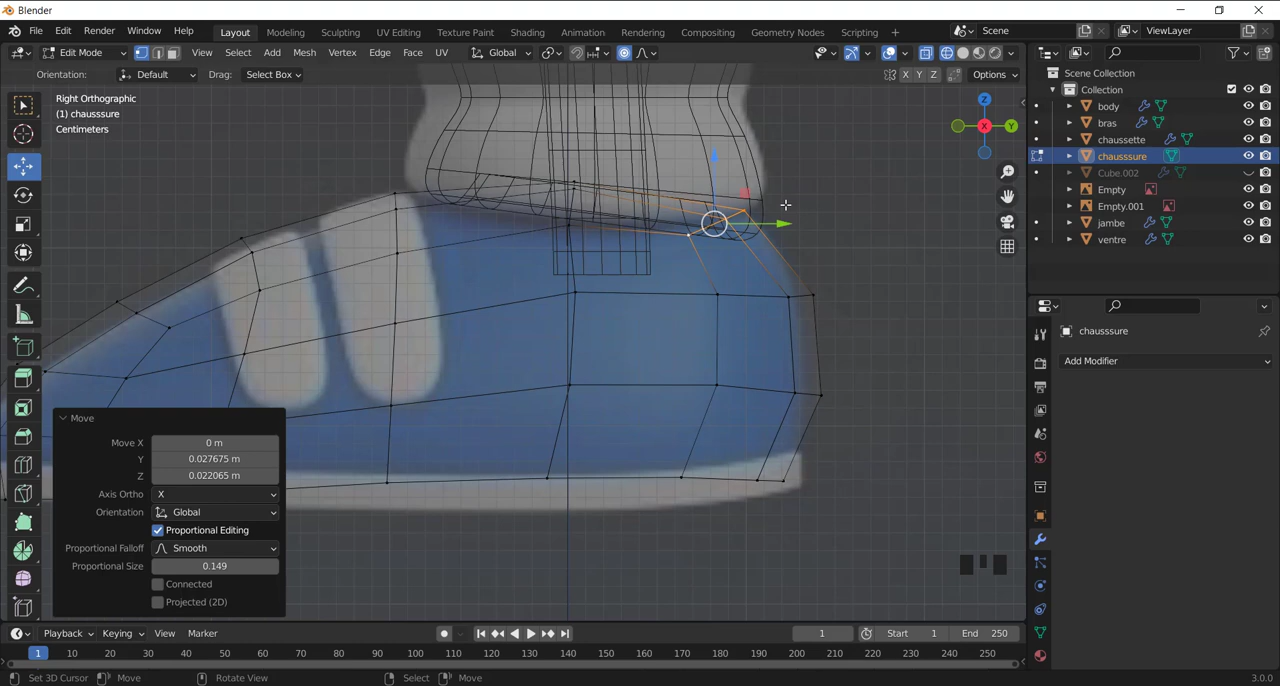 Blender
File Edit Render Window Help Layout Modeling Sculpting UV Editing Texture Paint Shading Animation Rendering Compositing Geometry Nodes Scripting + Scene ViewLayer
Edit Mode View Select Add Mesh Vertex Edge Face UV Global
Orientation: Default Drag: Select Box X Y Z Options
Right Orthographic
(1) chausssure
Centimeters
Z
X
Y
Scene Collection
Collection
body
bras
chaussette
chausssure
Cube.002
Empty
Empty.001
jambe
ventre
chausssure
Add Modifier
Move
Move X 0 m
Y 0.027675 m
Z 0.022065 m
Axis Ortho X
Orientation Global
Proportional Editing
Proportional Falloff Smooth
Proportional Size 0.149
Connected
Projected (2D)
Playback Keying View Marker 1 Start 1 End 250
1 10 20 30 40 50 60 70 80 90 100 110 120 130 140 150 160 170 180 190 200 210 220 230 240 250
Set 3D Cursor Move Rotate View Select Move 3.0.0